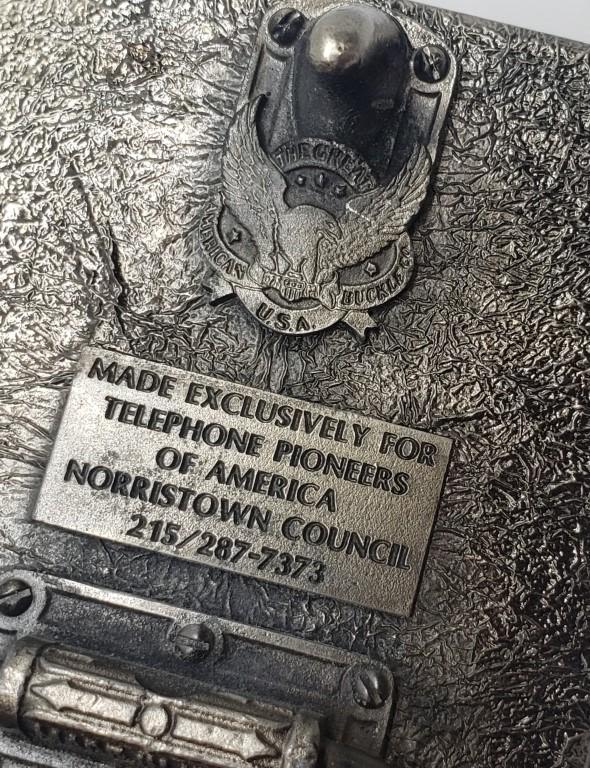 THE GREAT
AMERICAN BUCKLE
U.S.A.
MADE EXCLUSIVELY FOR
TELEPHONE PIONEERS
OF AMERICA
NORRISTOWN COUNCIL
215/287-7373